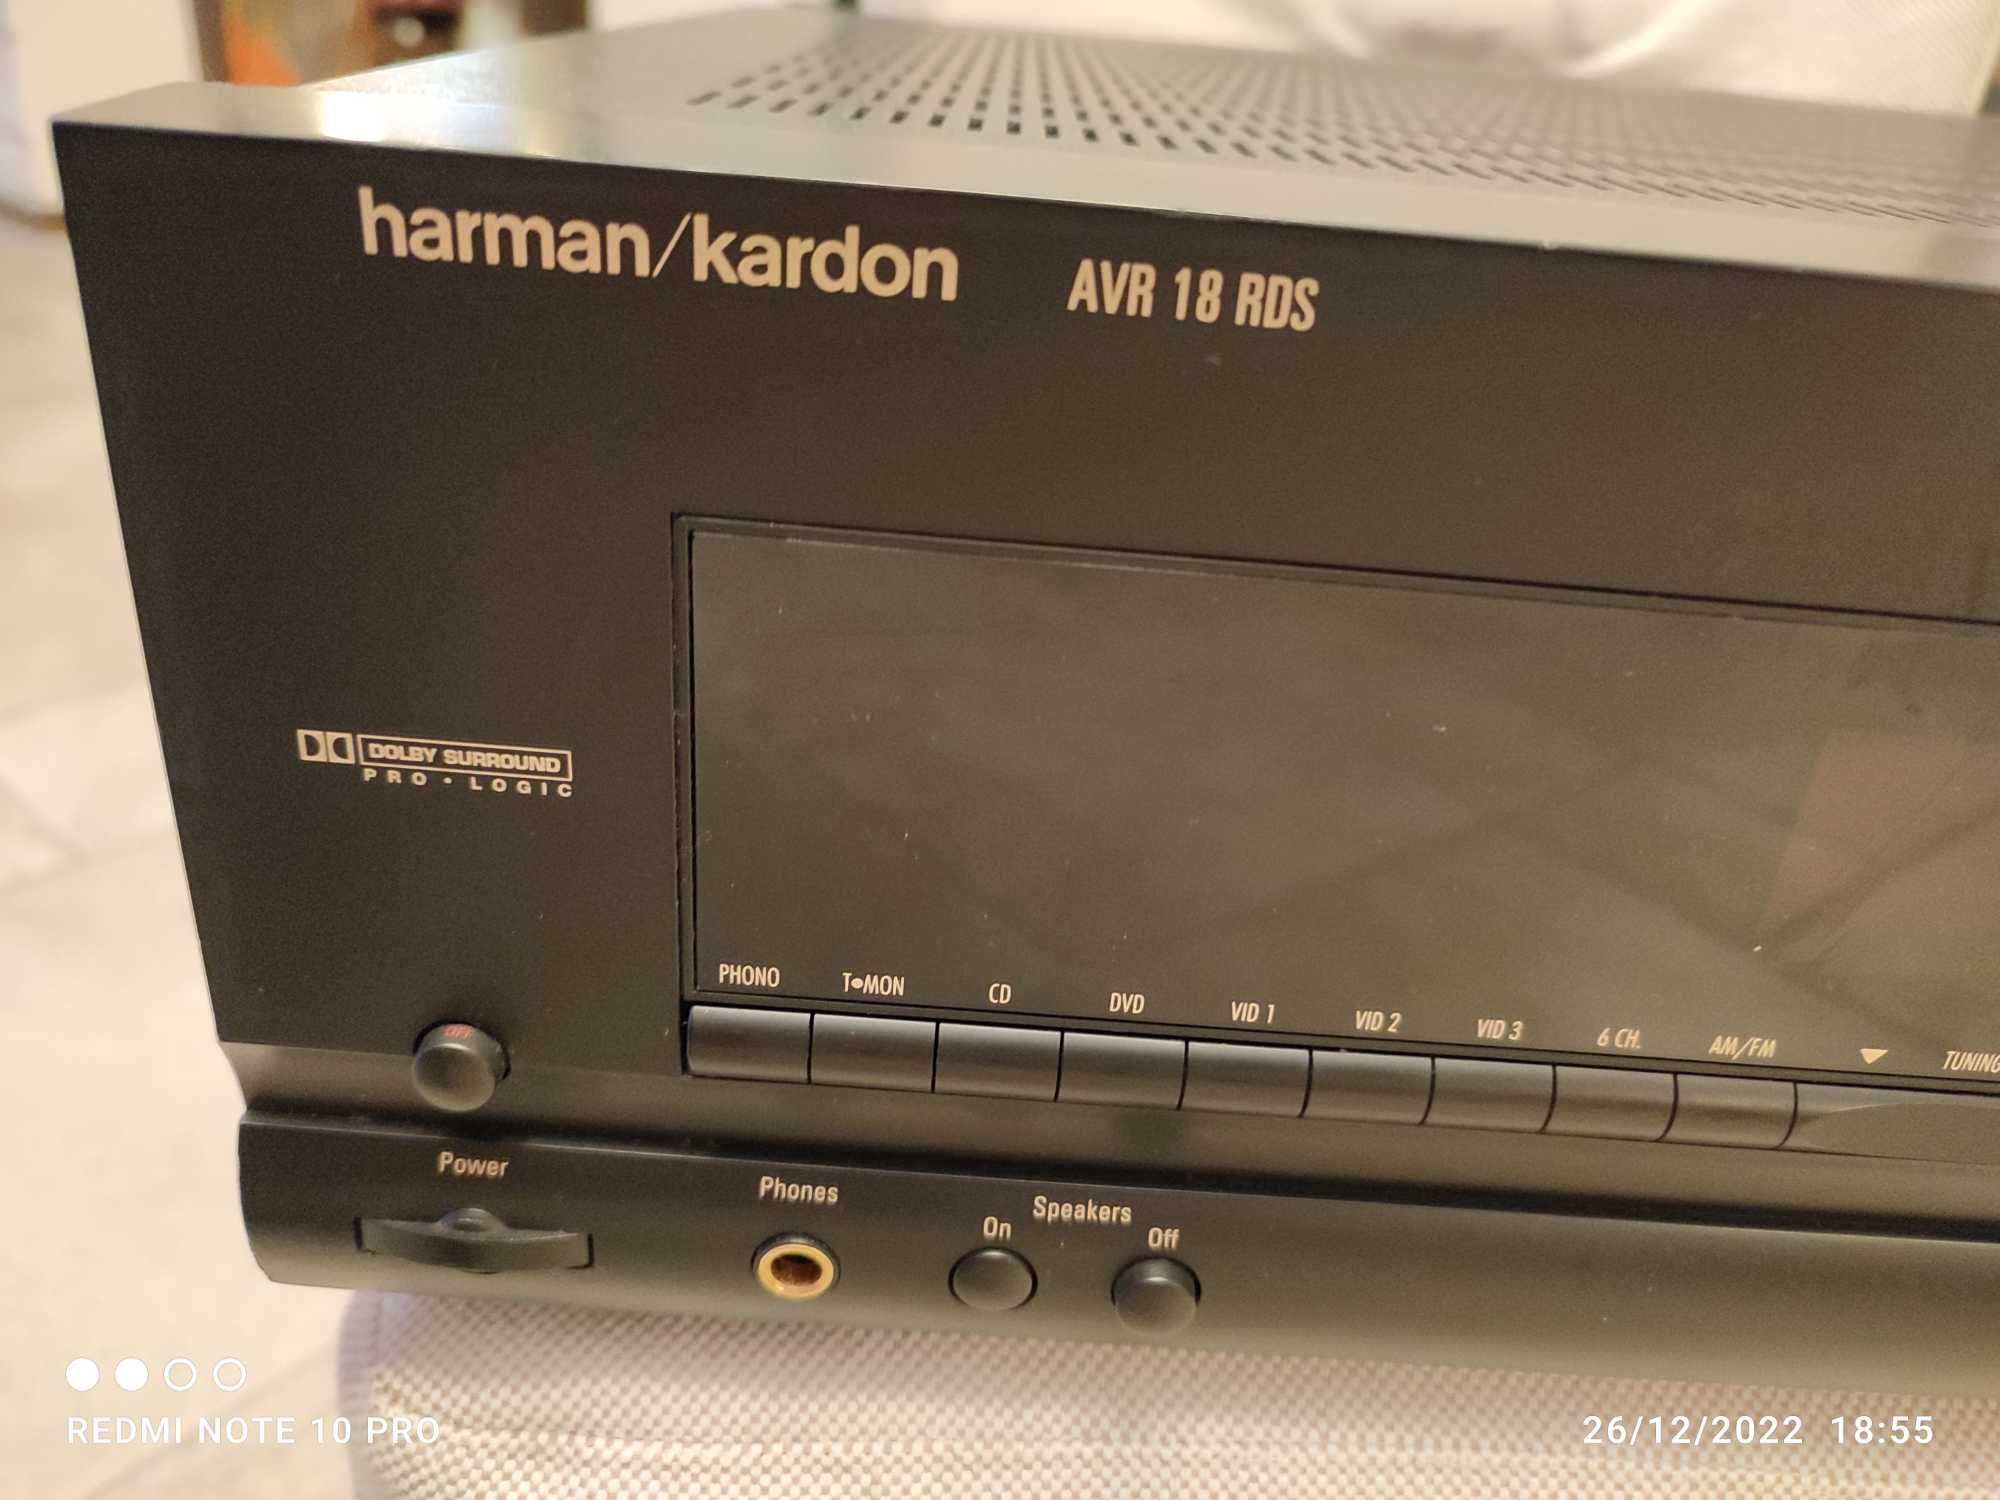 harman/kardon AVR 18 RDS
DOLBY SURROUND
PRO • LOGIC
PHONO T•MON CD DVD VID 1 VID 2 VID 3 6 CH. AM/FM TUNING
OFF
Power Phones Speakers
On Off
REDMI NOTE 10 PRO 26/12/2022 18:55